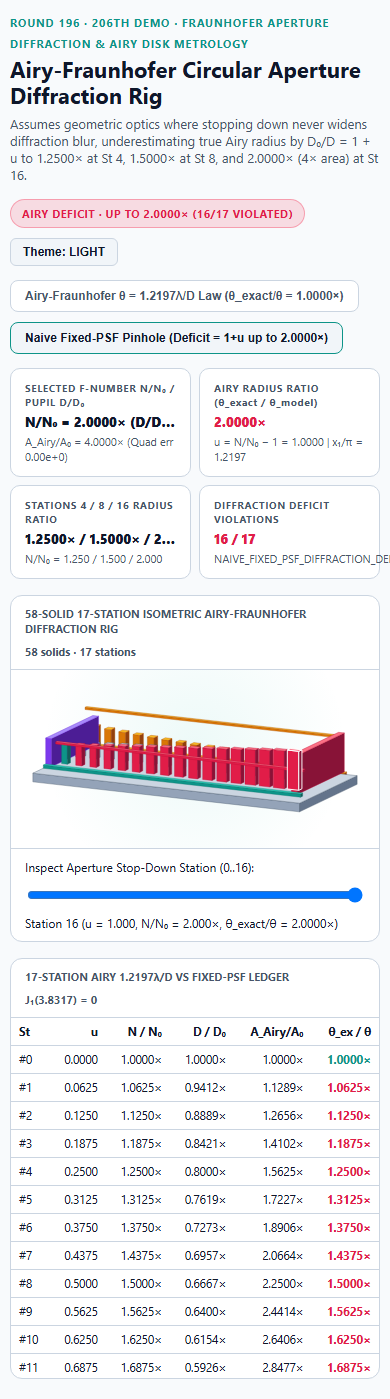 ROUND 196 · 206TH DEMO · FRAUNHOFER APERTURE
DIFFRACTION & AIRY DISK METROLOGY
Airy-Fraunhofer Circular Aperture
Diffraction Rig
Assumes geometric optics where stopping down never widens
diffraction blur, underestimating true Airy radius by D₀/D = 1 +
u to 1.2500× at St 4, 1.5000× at St 8, and 2.0000× (4× area) at St
16.
AIRY DEFICIT · UP TO 2.0000× (16/17 VIOLATED)
Theme: LIGHT
Airy-Fraunhofer θ = 1.2197λ/D Law (θ_exact/θ = 1.0000×)
Naive Fixed-PSF Pinhole (Deficit = 1+u up to 2.0000×)
SELECTED F-NUMBER N/N₀ /
PUPIL D/D₀
N/N₀ = 2.0000× (D/D...
A_Airy/A₀ = 4.0000× (Quad err
0.00e+0)
AIRY RADIUS RATIO
(θ_exact / θ_model)
2.0000×
u = N/N₀ − 1 = 1.0000 | x₁/π =
1.2197
STATIONS 4 / 8 / 16 RADIUS
RATIO
1.2500× / 1.5000× / 2...
N/N₀ = 1.250 / 1.500 / 2.000
DIFFRACTION DEFICIT
VIOLATIONS
16 / 17
58-SOLID 17-STATION ISOMETRIC AIRY-FRAUNHOFER
DIFFRACTION RIG
58 solids · 17 stations
Inspect Aperture Stop-Down Station (0..16):
Station 16 (u = 1.000, N/N₀ = 2.000×, θ_exact/θ = 2.0000×)
17-STATION AIRY 1.2197λ/D VS FIXED-PSF LEDGER
J₁(3.8317) = 0
St u N / N₀ D / D₀ A_Airy/A₀ θ_ex / θ
#0 0.0000 1.0000× 1.0000× 1.0000× 1.0000×
#1 0.0625 1.0625× 0.9412× 1.1289× 1.0625×
#2 0.1250 1.1250× 0.8889× 1.2656× 1.1250×
#3 0.1875 1.1875× 0.8421× 1.4102× 1.1875×
#4 0.2500 1.2500× 0.8000× 1.5625× 1.2500×
#5 0.3125 1.3125× 0.7619× 1.7227× 1.3125×
#6 0.3750 1.3750× 0.7273× 1.8906× 1.3750×
#7 0.4375 1.4375× 0.6957× 2.0664× 1.4375×
#8 0.5000 1.5000× 0.6667× 2.2500× 1.5000×
#9 0.5625 1.5625× 0.6400× 2.4414× 1.5625×
#10 0.6250 1.6250× 0.6154× 2.6406× 1.6250×
#11 0.6875 1.6875× 0.5926× 2.8477× 1.6875×